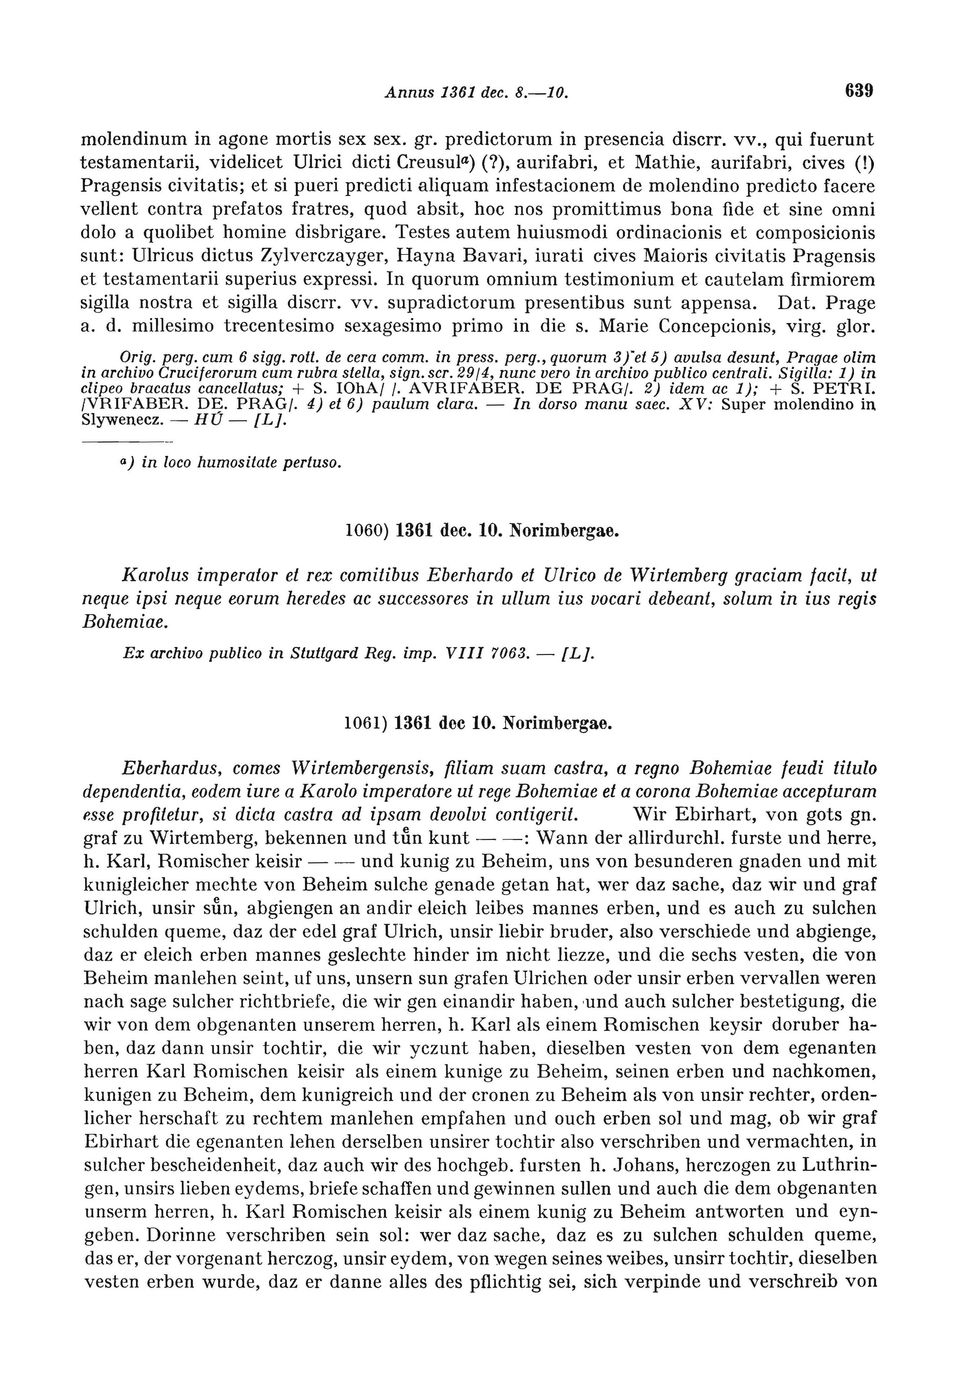 Annus 1361 dec. 8.—10. 639
molendinum in agone mortis sex sex. gr. predictorum in presencia discrr. vv., qui fuerunt
testamentarii, videlicet Ulrici dicti Creusulᵃ) (?), aurifabri, et Mathie, aurifabri, cives (!)
Pragensis civitatis; et si pueri predicti aliquam infestacionem de molendino predicto facere
vellent contra prefatos fratres, quod absit, hoc nos promittimus bona fide et sine omni
dolo a quolibet homine disbrigare. Testes autem huiusmodi ordinacionis et composicionis
sunt: Ulricus dictus Zylverczayger, Hayna Bavari, iurati cives Maioris civitatis Pragensis
et testamentarii superius expressi. In quorum omnium testimonium et cautelam firmiorem
sigilla nostra et sigilla discrr. vv. supradictorum presentibus sunt appensa. Dat. Prage
a. d. millesimo trecentesimo sexagesimo primo in die s. Marie Concepcionis, virg. glor.
Orig. perg. cum 6 sigg. rott. de cera comm. in press. perg., quorum 3) et 5) avulsa desunt, Pragae olim
in archivo Cruciferorum cum rubra stella, sign. scr. 29/4, nunc vero in archivo publico centrali. Sigilla: 1) in
clipeo bracatus cancellatus; + S. IOhA/ /. AVRIFABER. DE PRAG/. 2) idem ac 1); + S. PETRI.
/VRIFABER. DE. PRAG/. 4) et 6) paulum clara. — In dorso manu saec. XV: Super molendino in
Slywenecz. — HÚ — [L].
ᵃ) in loco humositate pertuso.
1060) 1361 dec. 10. Norimbergae.
Karolus imperator et rex comitibus Eberhardo et Ulrico de Wirtemberg graciam facit, ut
neque ipsi neque eorum heredes ac successores in ullum ius vocari debeant, solum in ius regis
Bohemiae.
Ex archivo publico in Stuttgard Reg. imp. VIII 7063. — [L].
1061) 1361 dec 10. Norimbergae.
Eberhardus, comes Wirtembergensis, filiam suam castra, a regno Bohemiae feudi titulo
dependentia, eodem iure a Karolo imperatore ut rege Bohemiae et a corona Bohemiae accepturam
esse profitetur, si dicta castra ad ipsam devolvi contigerit. Wir Ebirhart, von gots gn.
graf zu Wirtemberg, bekennen und tuͤn kunt — —: Wann der allirdurchl. furste und herre,
h. Karl, Romischer keisir — — und kunig zu Beheim, uns von besunderen gnaden und mit
kunigleicher mechte von Beheim sulche genade getan hat, wer daz sache, daz wir und graf
Ulrich, unsir suͤn, abgiengen an andir eleich leibes mannes erben, und es auch zu sulchen
schulden queme, daz der edel graf Ulrich, unsir liebir bruder, also verschiede und abgienge,
daz er eleich erben mannes geslechte hinder im nicht liezze, und die sechs vesten, die von
Beheim manlehen seint, uf uns, unsern sun grafen Ulrichen oder unsir erben vervallen weren
nach sage sulcher richtbriefe, die wir gen einandir haben, und auch sulcher bestetigung, die
wir von dem obgenanten unserem herren, h. Karl als einem Romischen keysir doruber ha-
ben, daz dann unsir tochtir, die wir yczunt haben, dieselben vesten von dem egenanten
herren Karl Romischen keisir als einem kunige zu Beheim, seinen erben und nachkomen,
kunigen zu Beheim, dem kunigreich und der cronen zu Beheim als von unsir rechter, orden-
licher herschaft zu rechtem manlehen empfahen und ouch erben sol und mag, ob wir graf
Ebirhart die egenanten lehen derselben unsirer tochtir also verschriben und vermachten, in
sulcher bescheidenheit, daz auch wir des hochgeb. fursten h. Johans, herczogen zu Luthrin-
gen, unsirs lieben eydems, briefe schaffen und gewinnen sullen und auch die dem obgenanten
unserm herren, h. Karl Romischen keisir als einem kunig zu Beheim antworten und eyn-
geben. Dorinne verschriben sein sol: wer daz sache, daz es zu sulchen schulden queme,
das er, der vorgenant herczog, unsir eydem, von wegen seines weibes, unsirr tochtir, dieselben
vesten erben wurde, daz er danne alles des pflichtig sei, sich verpinde und verschreib von